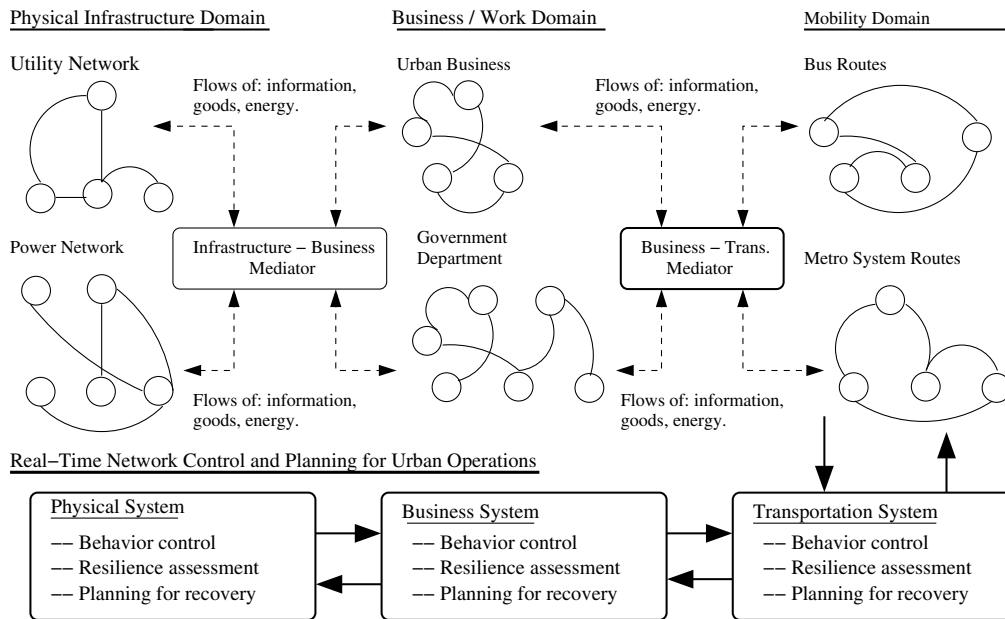 Physical Infrastructure Domain
Business / Work Domain
Mobility Domain
Utility Network
Flows of: information,
goods, energy.
Urban Business
Flows of: information,
goods, energy.
Bus Routes
Power Network
Infrastructure − Business
Mediator
Government
Department
Business − Trans.
Mediator
Metro System Routes
Flows of: information,
goods, energy.
Flows of: information,
goods, energy.
Real−Time Network Control and Planning for Urban Operations
Physical System
−− Behavior control
−− Resilience assessment
−− Planning for recovery
Business System
−− Behavior control
−− Resilience assessment
−− Planning for recovery
Transportation System
−− Behavior control
−− Resilience assessment
−− Planning for recovery